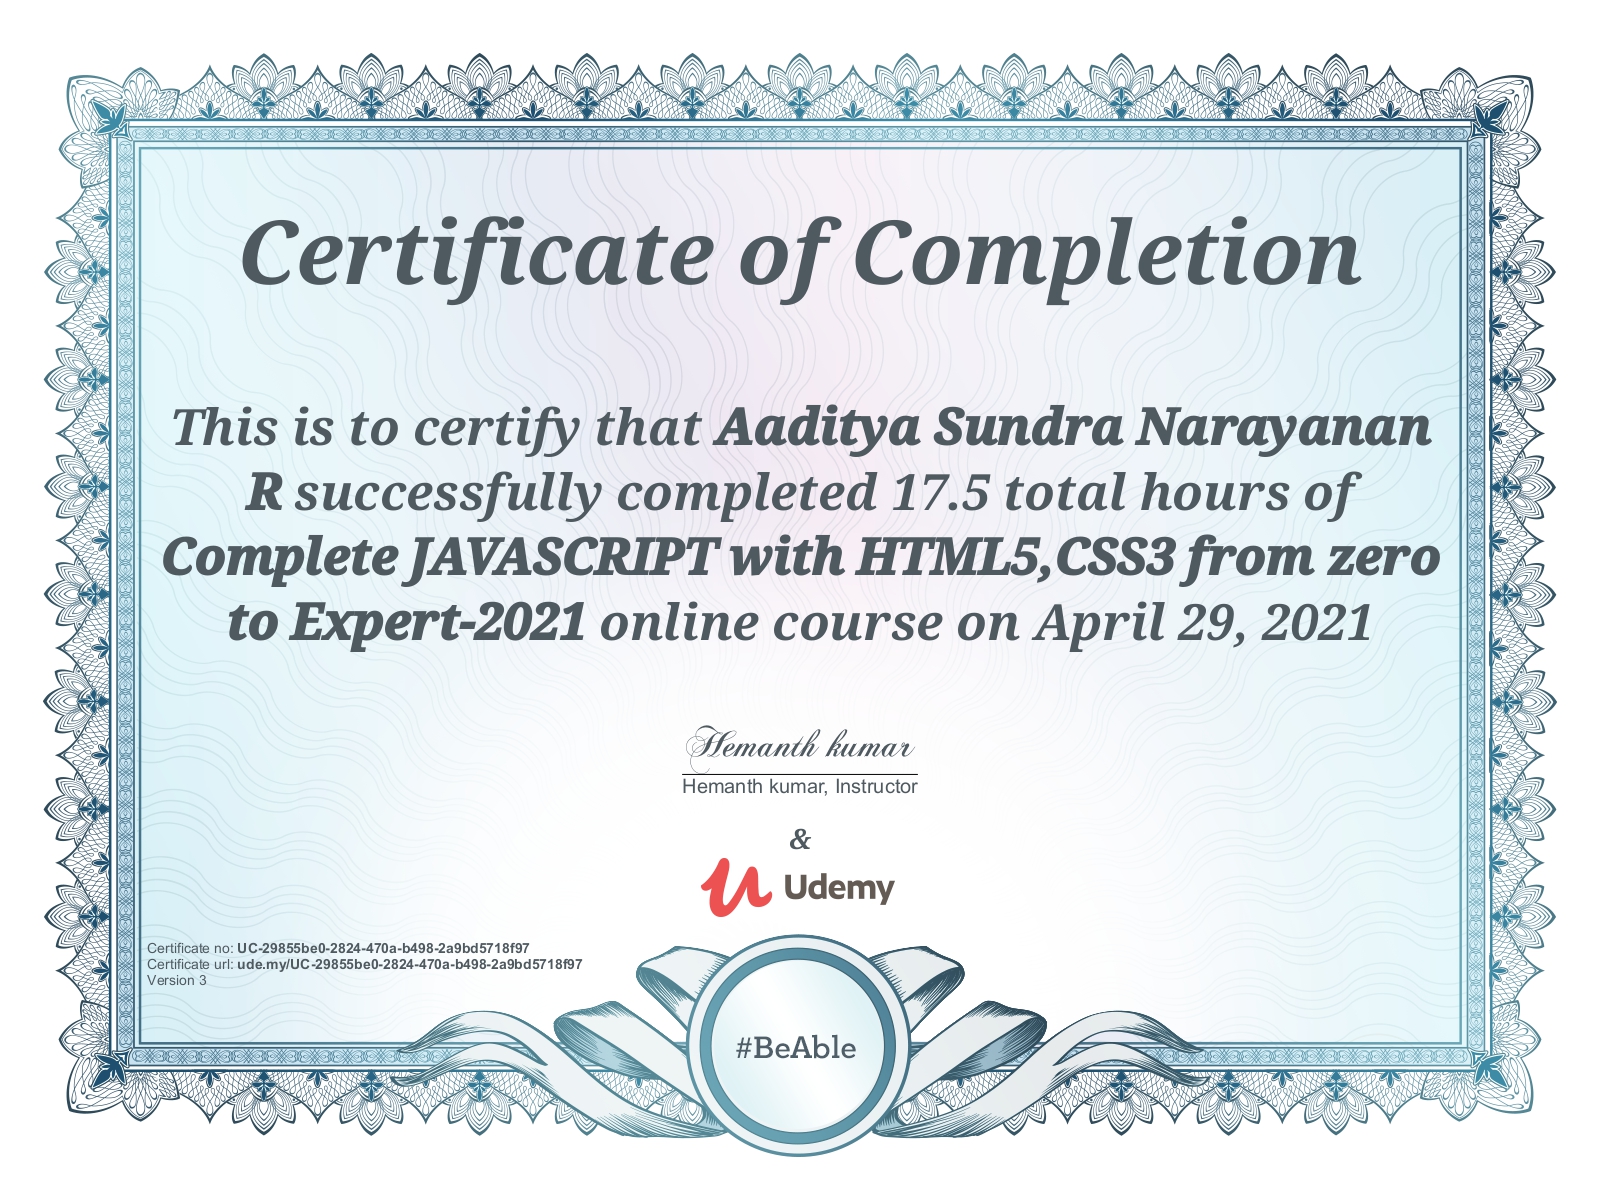 Certificate of Completion
This is to certify that Aaditya Sundra Narayanan
R successfully completed 17.5 total hours of
Complete JAVASCRIPT with HTML5,CSS3 from zero
to Expert-2021 online course on April 29, 2021
Hemanth kumar
Hemanth kumar, Instructor
&
Udemy
Certificate no: UC-29855be0-2824-470a-b498-2a9bd5718f97
Certificate url: ude.my/UC-29855be0-2824-470a-b498-2a9bd5718f97
Version 3
#BeAble